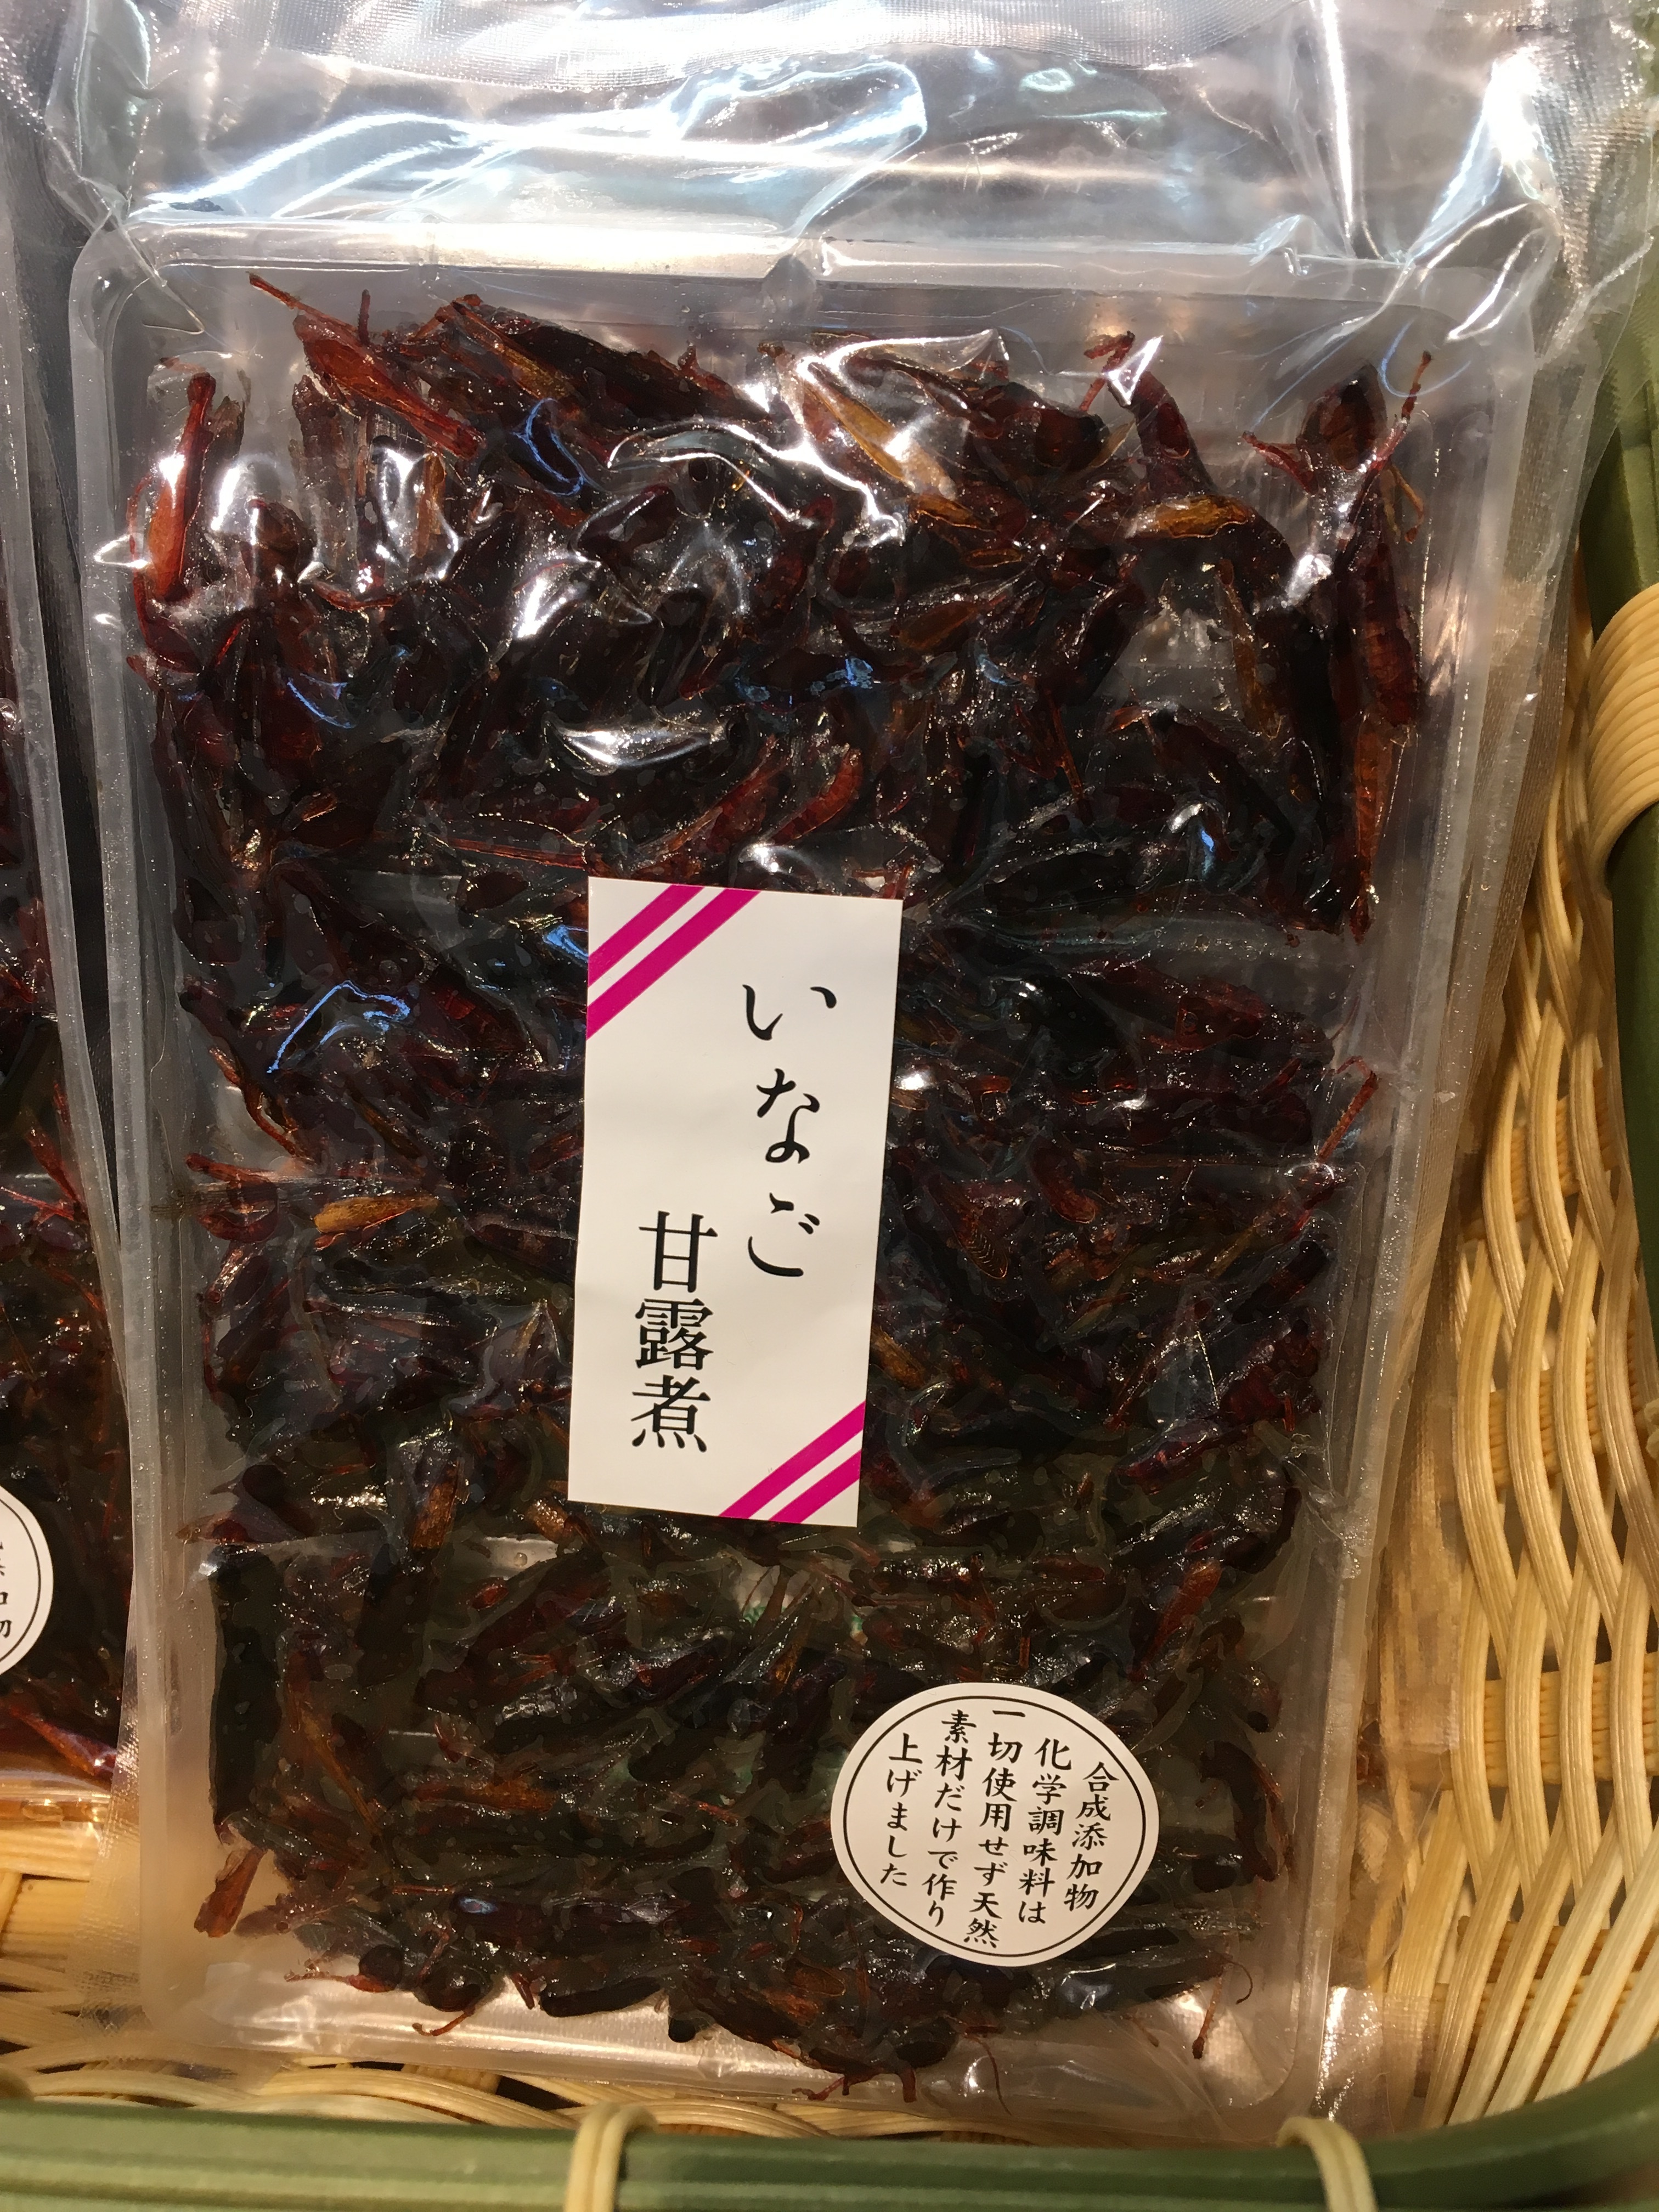 いなご
甘露煮
合成添加物
化学調味料は
一切使用せず天然
素材だけで作り
上げました